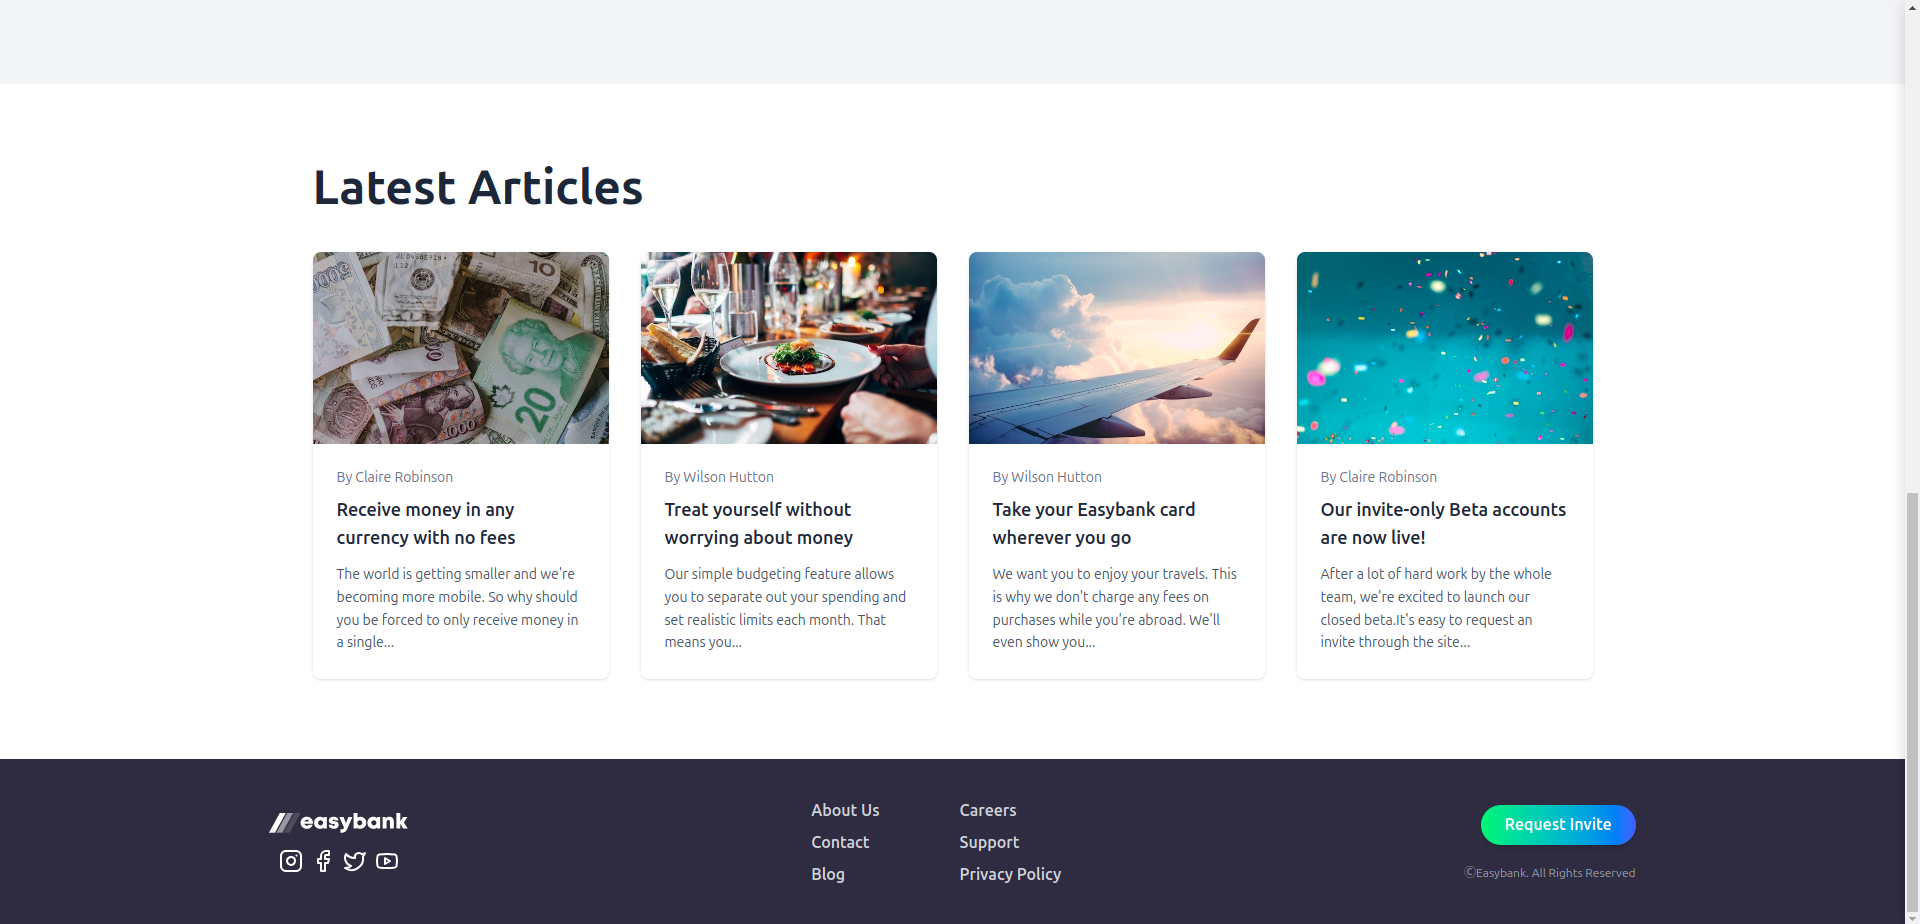 Latest Articles
JL 04685928
L12
10
20
1000
By Claire Robinson
Receive money in any
currency with no fees
The world is getting smaller and we're
becoming more mobile. So why should
you be forced to only receive money in
a single...
By Wilson Hutton
Treat yourself without
worrying about money
Our simple budgeting feature allows
you to separate out your spending and
set realistic limits each month. That
means you...
By Wilson Hutton
Take your Easybank card
wherever you go
We want you to enjoy your travels. This
is why we don't charge any fees on
purchases while you're abroad. We'll
even show you...
By Claire Robinson
Our invite-only Beta accounts
are now live!
After a lot of hard work by the whole
team, we're excited to launch our
closed beta.It's easy to request an
invite through the site...
easybank
About Us
Contact
Blog
Careers
Support
Privacy Policy
Request Invite
©Easybank. All Rights Reserved